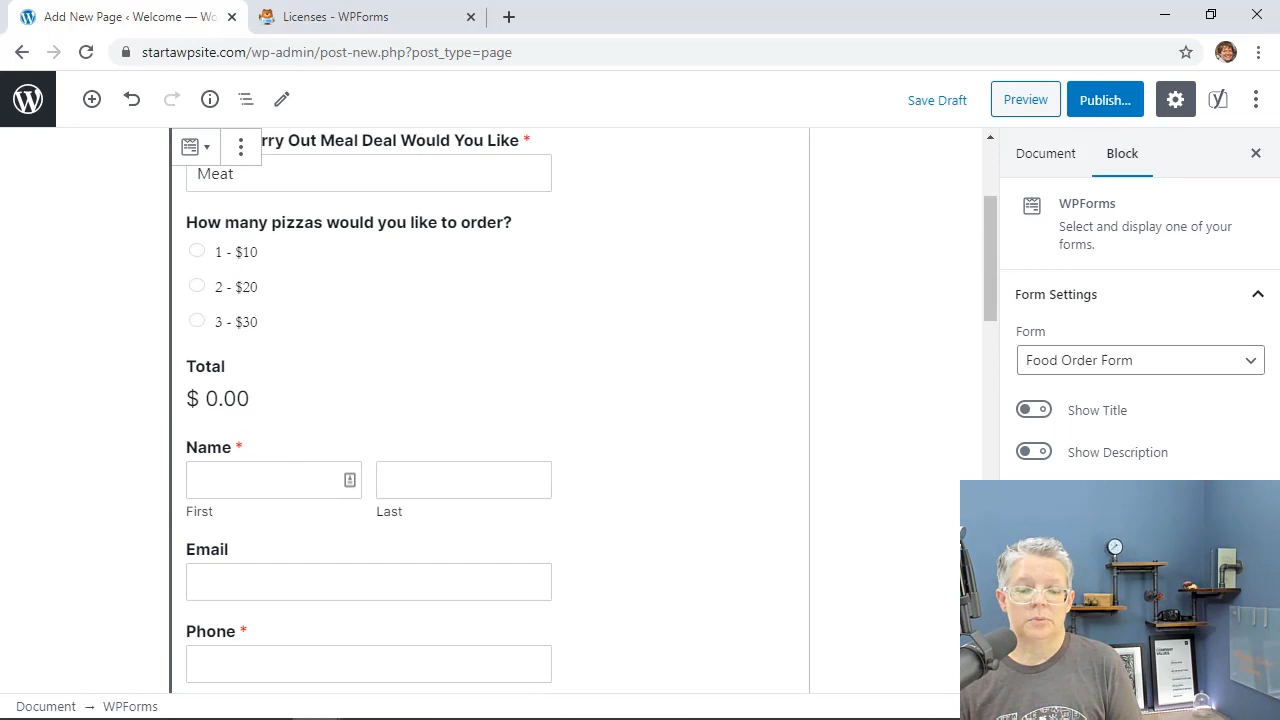 Add New Page ‹ Welcome — Wo
Licenses - WPForms
startawpsite.com/wp-admin/post-new.php?post_type=page
Save Draft
Preview
Publish...
rry Out Meal Deal Would You Like *
Meat
How many pizzas would you like to order?
1 - $10
2 - $20
3 - $30
Total
$ 0.00
Name *
First
Last
Email
Phone *
Document
Block
WPForms
Select and display one of your
forms.
Form Settings
Form
Food Order Form
Show Title
Show Description
Document → WPForms